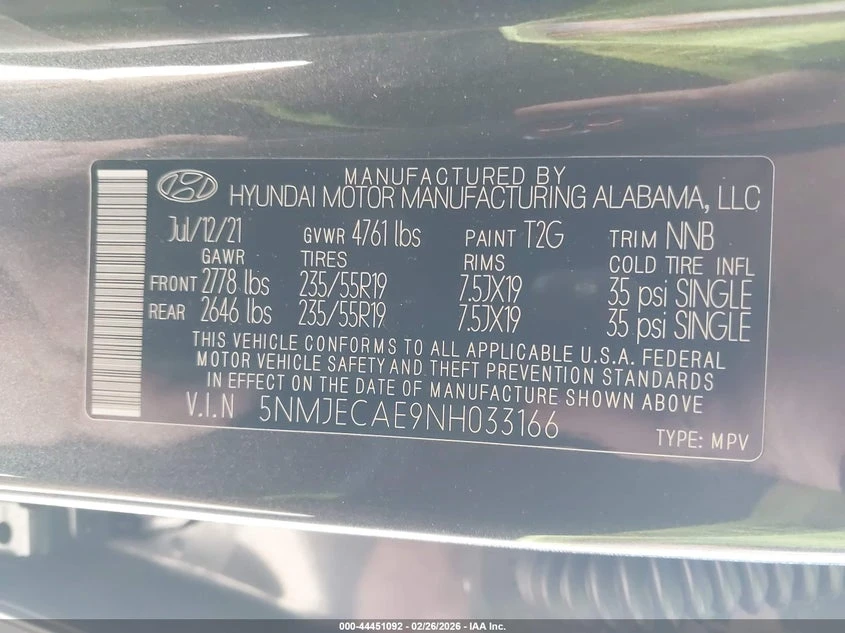 MANUFACTURED BY
HYUNDAI MOTOR MANUFACTURING ALABAMA, LLC
Jul/12/21 GVWR 4761 lbs PAINT T2G TRIM NNB
GAWR TIRES RIMS COLD TIRE INFL
FRONT 2778 lbs 235/55R19 7.5JX19 35 psi SINGLE
REAR 2646 lbs 235/55R19 7.5JX19 35 psi SINGLE
THIS VEHICLE CONFORMS TO ALL APPLICABLE U.S.A. FEDERAL
MOTOR VEHICLE SAFETY AND THEFT PREVENTION STANDARDS
IN EFFECT ON THE DATE OF MANUFACTURE SHOWN ABOVE
V.I.N 5NMJECAE9NH033166
TYPE: MPV
000-44451092 - 02/26/2026 - IAA Inc.